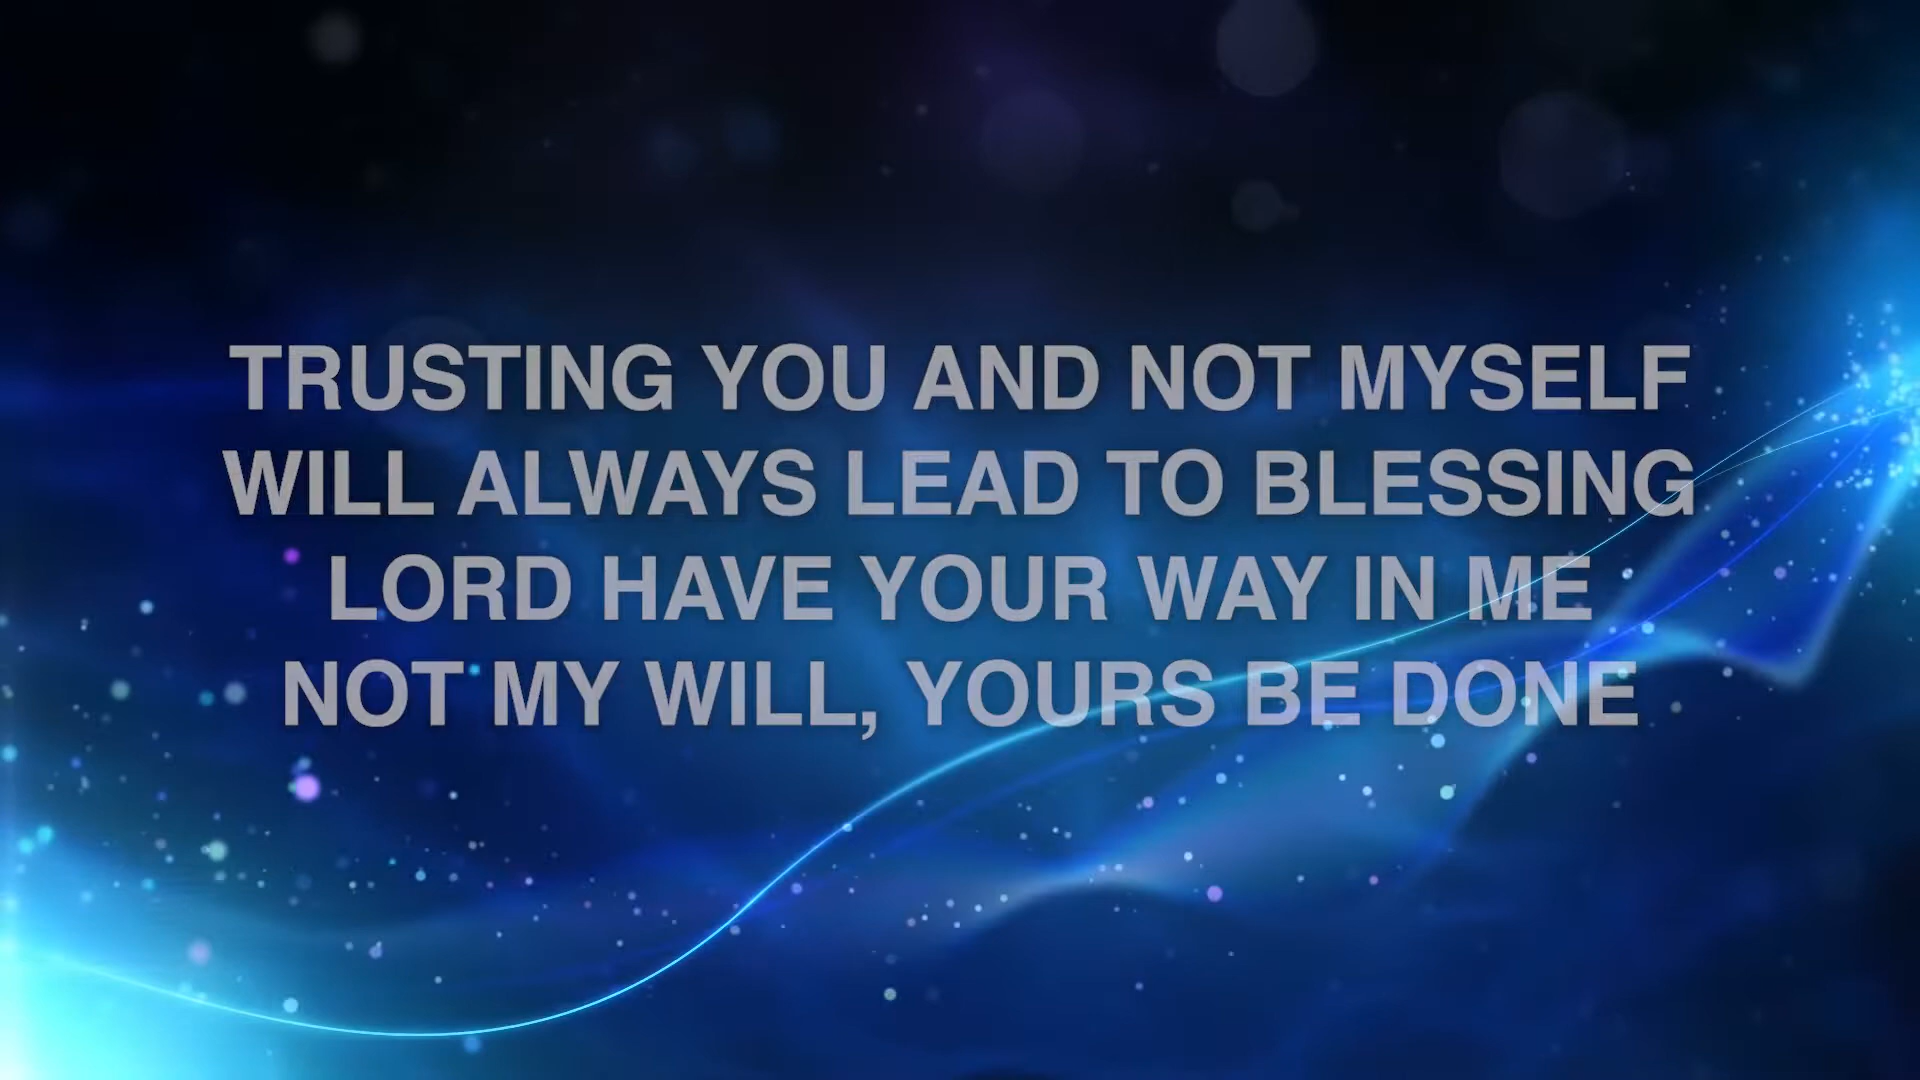 TRUSTING YOU AND NOT MYSELF
WILL ALWAYS LEAD TO BLESSING
LORD HAVE YOUR WAY IN ME
NOT MY WILL, YOURS BE DONE